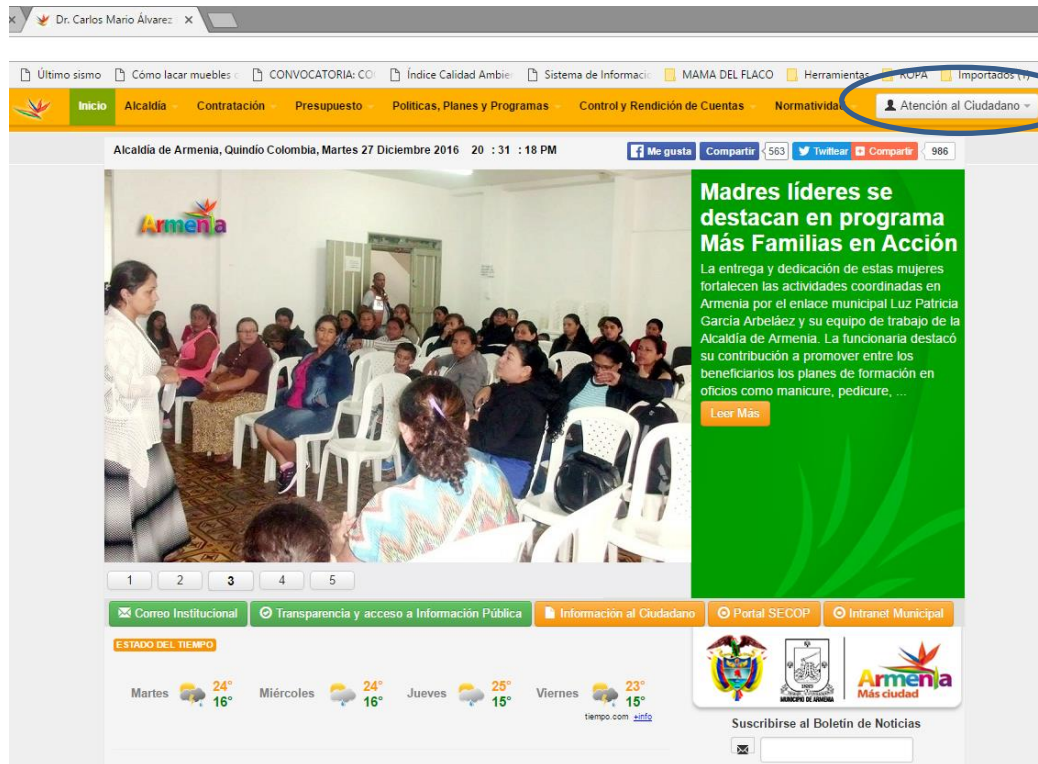 Dr. Carlos Mario Álvarez
Último sismo Cómo lacar muebles CONVOCATORIA: CO Índice Calidad Ambie Sistema de Informaci MAMA DEL FLACO Herramientas ROPA Importados (1)
Inicio Alcaldía Contratación Presupuesto Políticas, Planes y Programas Control y Rendición de Cuentas Normatividad Atención al Ciudadano
Alcaldía de Armenia, Quindío Colombia, Martes 27 Diciembre 2016 20 : 31 : 18 PM Me gusta Compartir 563 Twittear Compartir 986
Armenia
Madres líderes se
destacan en programa
Más Familias en Acción
La entrega y dedicación de estas mujeres
fortalecen las actividades coordinadas en
Armenia por el enlace municipal Luz Patricia
García Arbeláez y su equipo de trabajo de la
Alcaldía de Armenia. La funcionaria destacó
su contribución a promover entre los
beneficiarios los planes de formación en
oficios como manicure, pedicure, ...
Leer Más
1 2 3 4 5
Correo Institucional Transparencia y acceso a Información Pública Información al Ciudadano Portal SECOP Intranet Municipal
ESTADO DEL TIEMPO
Martes 24° 16° Miércoles 24° 16° Jueves 25° 15° Viernes 23° 15°
tiempo.com +info
MUNICIPIO DE ARMENIA
Armenia
Más ciudad
Suscribirse al Boletín de Noticias